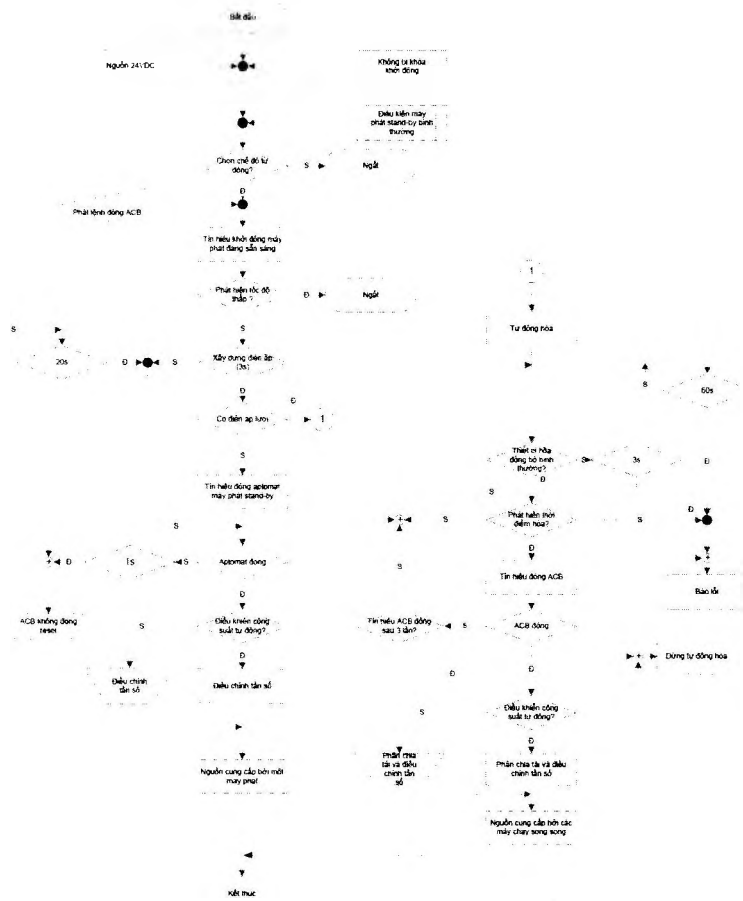 Bắt đầu
Nguồn 24VDC
Không bị khóa
khởi động
Điều kiện máy
phát stand-by bình
thường
Chọn chế độ tự
động?
S
Ngắt
Đ
Phát lệnh đóng ACB
Tín hiệu khởi động máy
phát đang sẵn sàng
Phát hiện tốc độ
thấp ?
Đ
Ngắt
S
S
20s
Đ
S
Xây dựng điện áp
(3s)
Đ
Đ
Có điện áp lưới
1
S
Tín hiệu đóng aptomat
máy phát stand-by
S
+
Đ
1s
S
Aptomat đóng
Đ
ACB không đóng
reset
S
Điều khiển công
suất tự động?
Đ
Điều chỉnh
tần số
Điều chỉnh tần số
Nguồn cung cấp bởi một
máy phát
Kết thúc
1
Tự động hòa
S
60s
Thiết bị hòa
đồng bộ bình
thường?
S
3s
Đ
Đ
S
+
S
Phát hiện thời
điểm hòa?
S
Đ
S
Đ
+
Tín hiệu đóng ACB
Báo lỗi
Tín hiệu ACB đóng
sau 3 lần?
S
ACB đóng
+
Dừng tự động hòa
Đ
Đ
S
Điều khiển công
suất tự động?
Đ
Phân chia
tải và điều
chỉnh tần
số
Phân chia tải và điều
chỉnh tần số
Nguồn cung cấp bởi các
máy chạy song song